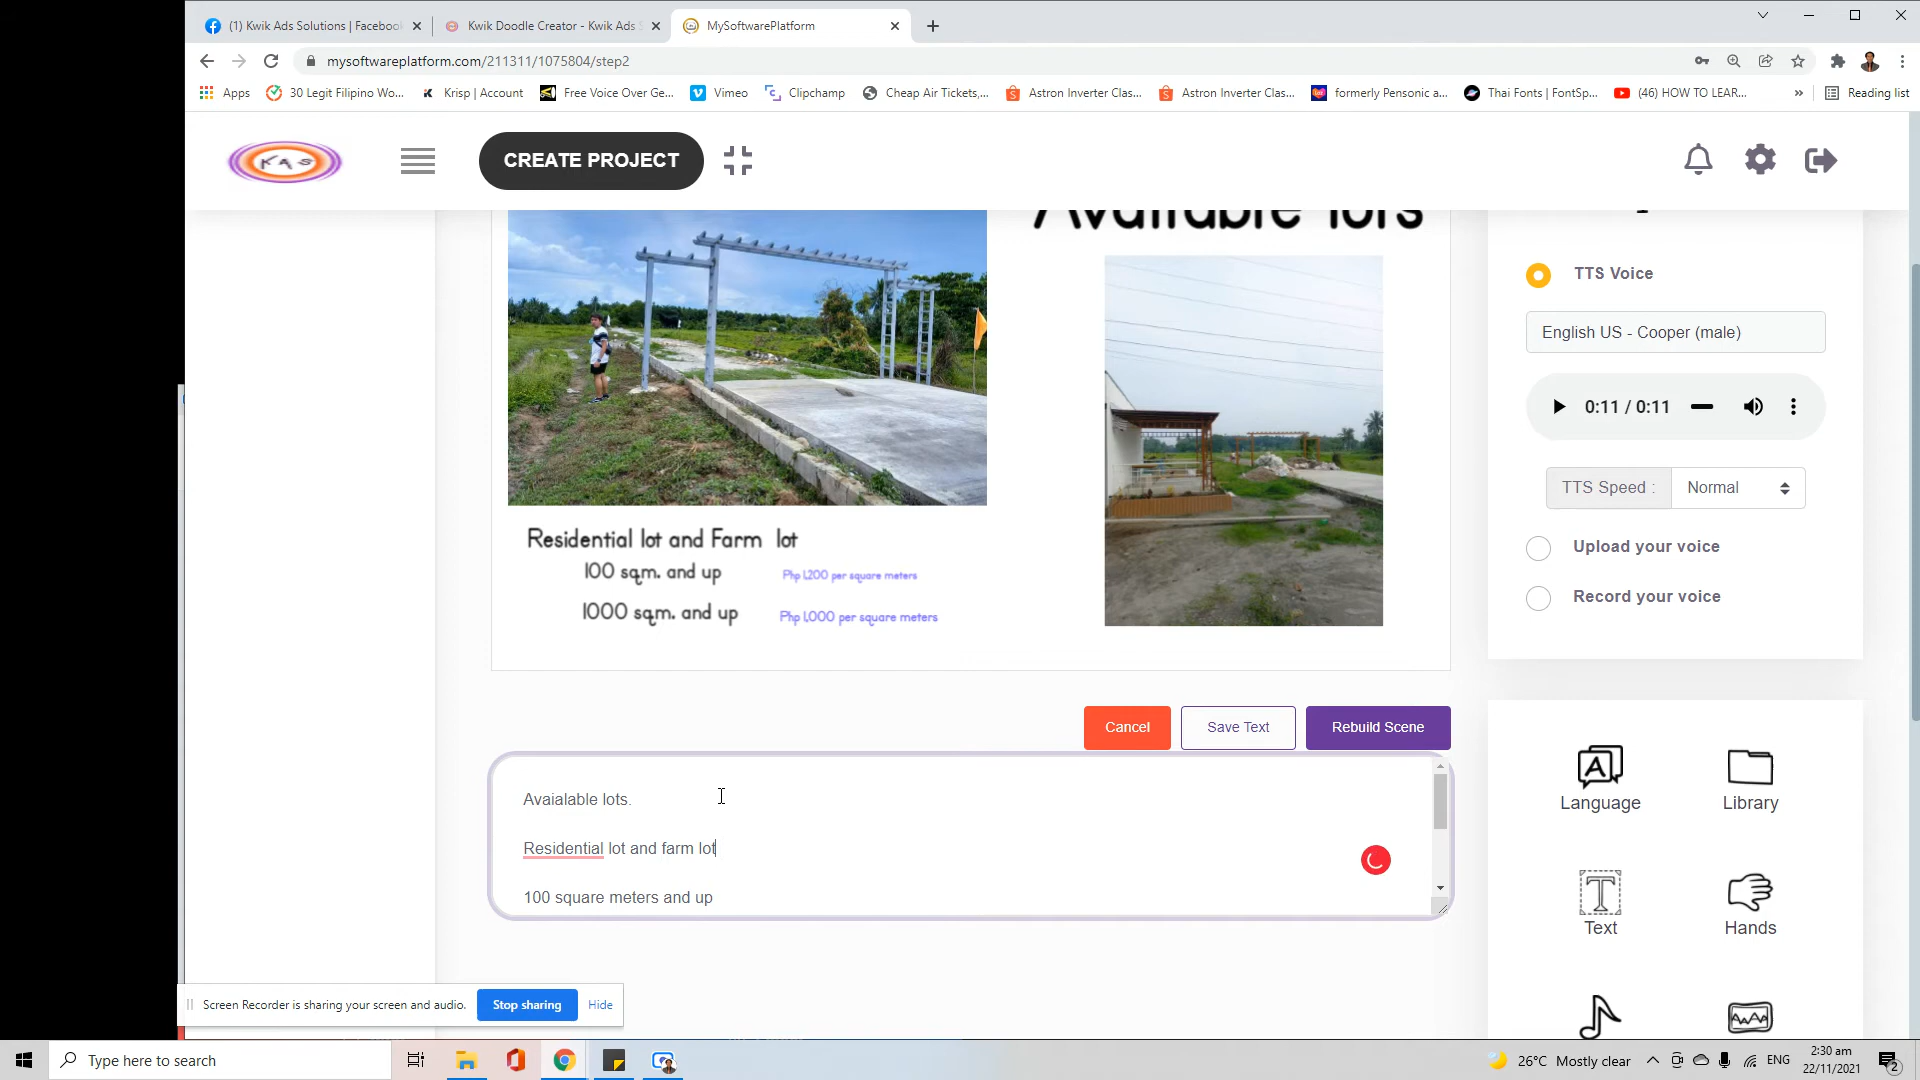 (1) Kwik Ads Solutions | Facebook
Kwik Doodle Creator - Kwik Ads S
MySoftwarePlatform
mysoftwareplatform.com/211311/1075804/step2
Apps
30 Legit Filipino Wo...
Krisp | Account
Free Voice Over Ge...
Vimeo
Clipchamp
Cheap Air Tickets,...
Astron Inverter Clas...
Astron Inverter Clas...
formerly Pensonic a...
Thai Fonts | FontSp...
(46) HOW TO LEAR...
»
Reading list
KAS
CREATE PROJECT
Available lots
TTS Voice
English US - Cooper (male)
0:11 / 0:11
TTS Speed :
Normal
Upload your voice
Record your voice
Residential lot and Farm lot
100 sq.m. and up
Php 1,200 per square meters
1000 sq.m. and up
Php 1,000 per square meters
Cancel
Save Text
Rebuild Scene
Avaialable lots.
Residential lot and farm lot
100 square meters and up
Language
Library
Text
Hands
Screen Recorder is sharing your screen and audio.
Stop sharing
Hide
Type here to search
26°C Mostly clear
ENG
2:30 am
22/11/2021
2